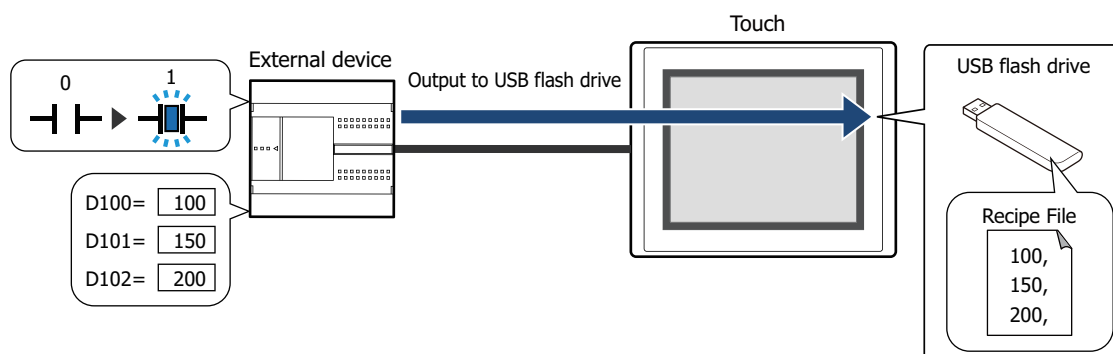 Touch
External device
Output to USB flash drive
USB flash drive
0
1
D100= 100
D101= 150
D102= 200
Recipe File
100,
150,
200,